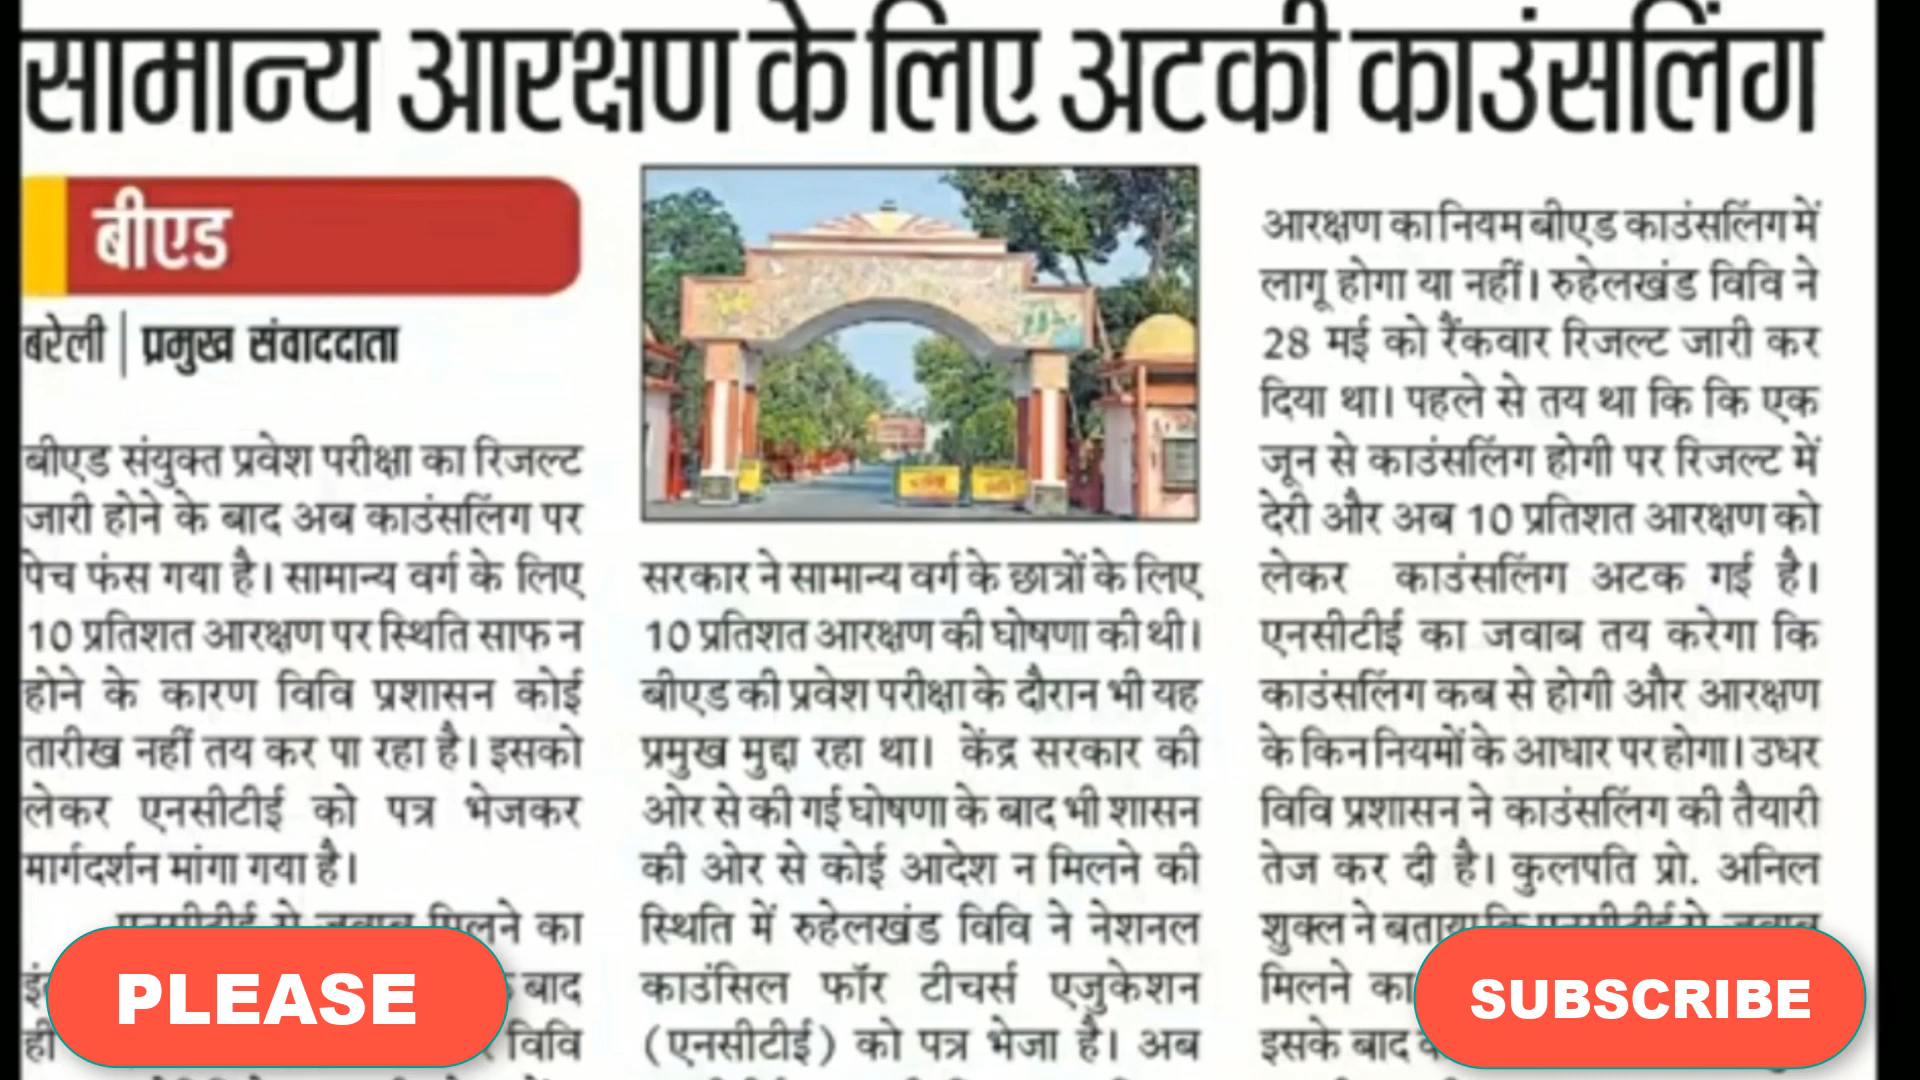 सामान्य आरक्षण के लिए अटकी काउंसलिंग
बीएड
बरेली | प्रमुख संवाददाता
बीएड संयुक्त प्रवेश परीक्षा का रिजल्ट
जारी होने के बाद अब काउंसलिंग पर
पेच फंस गया है। सामान्य वर्ग के लिए
10 प्रतिशत आरक्षण पर स्थिति साफ न
होने के कारण विवि प्रशासन कोई
तारीख नहीं तय कर पा रहा है। इसको
लेकर एनसीटीई को पत्र भेजकर
मार्गदर्शन मांगा गया है।
एनसीटीई से जवाब मिलने का
बाद
ही विवि
सरकार ने सामान्य वर्ग के छात्रों के लिए
10 प्रतिशत आरक्षण की घोषणा की थी।
बीएड की प्रवेश परीक्षा के दौरान भी यह
प्रमुख मुद्दा रहा था। केंद्र सरकार की
ओर से की गई घोषणा के बाद भी शासन
की ओर से कोई आदेश न मिलने की
स्थिति में रुहेलखंड विवि ने नेशनल
काउंसिल फॉर टीचर्स एजुकेशन
(एनसीटीई) को पत्र भेजा है। अब
आरक्षण का नियम बीएड काउंसलिंग में
लागू होगा या नहीं। रुहेलखंड विवि ने
28 मई को रैंकवार रिजल्ट जारी कर
दिया था। पहले से तय था कि कि एक
जून से काउंसलिंग होगी पर रिजल्ट में
देरी और अब 10 प्रतिशत आरक्षण को
लेकर काउंसलिंग अटक गई है।
एनसीटीई का जवाब तय करेगा कि
काउंसलिंग कब से होगी और आरक्षण
के किन नियमों के आधार पर होगा। उधर
विवि प्रशासन ने काउंसलिंग की तैयारी
तेज कर दी है। कुलपति प्रो. अनिल
शुक्ल ने बताया कि एनसीटीई से जवाब
मिलने का
इसके बाद
PLEASE
SUBSCRIBE